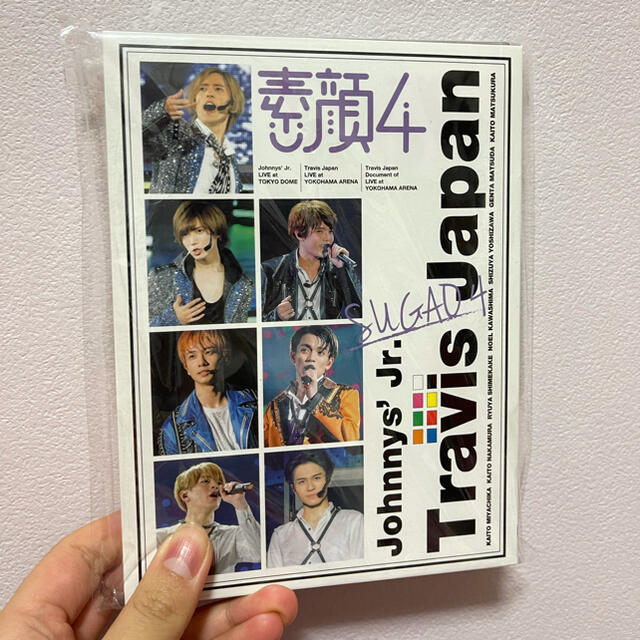 素顔4
Johnnys' Jr.
LIVE at
TOKYO DOME
Travis Japan
LIVE at
YOKOHAMA ARENA
Travis Japan
Document of
LIVE at
YOKOHAMA ARENA
SUGAO4
Johnnys' Jr.
Travis Japan
KAITO MIYACHIKA KAITO NAKAMURA RYUYA SHIMEKAKE NOEL KAWASHIMA SHIZUYA YOSHIZAWA GENTA MATSUDA KAITO MATSUKURA